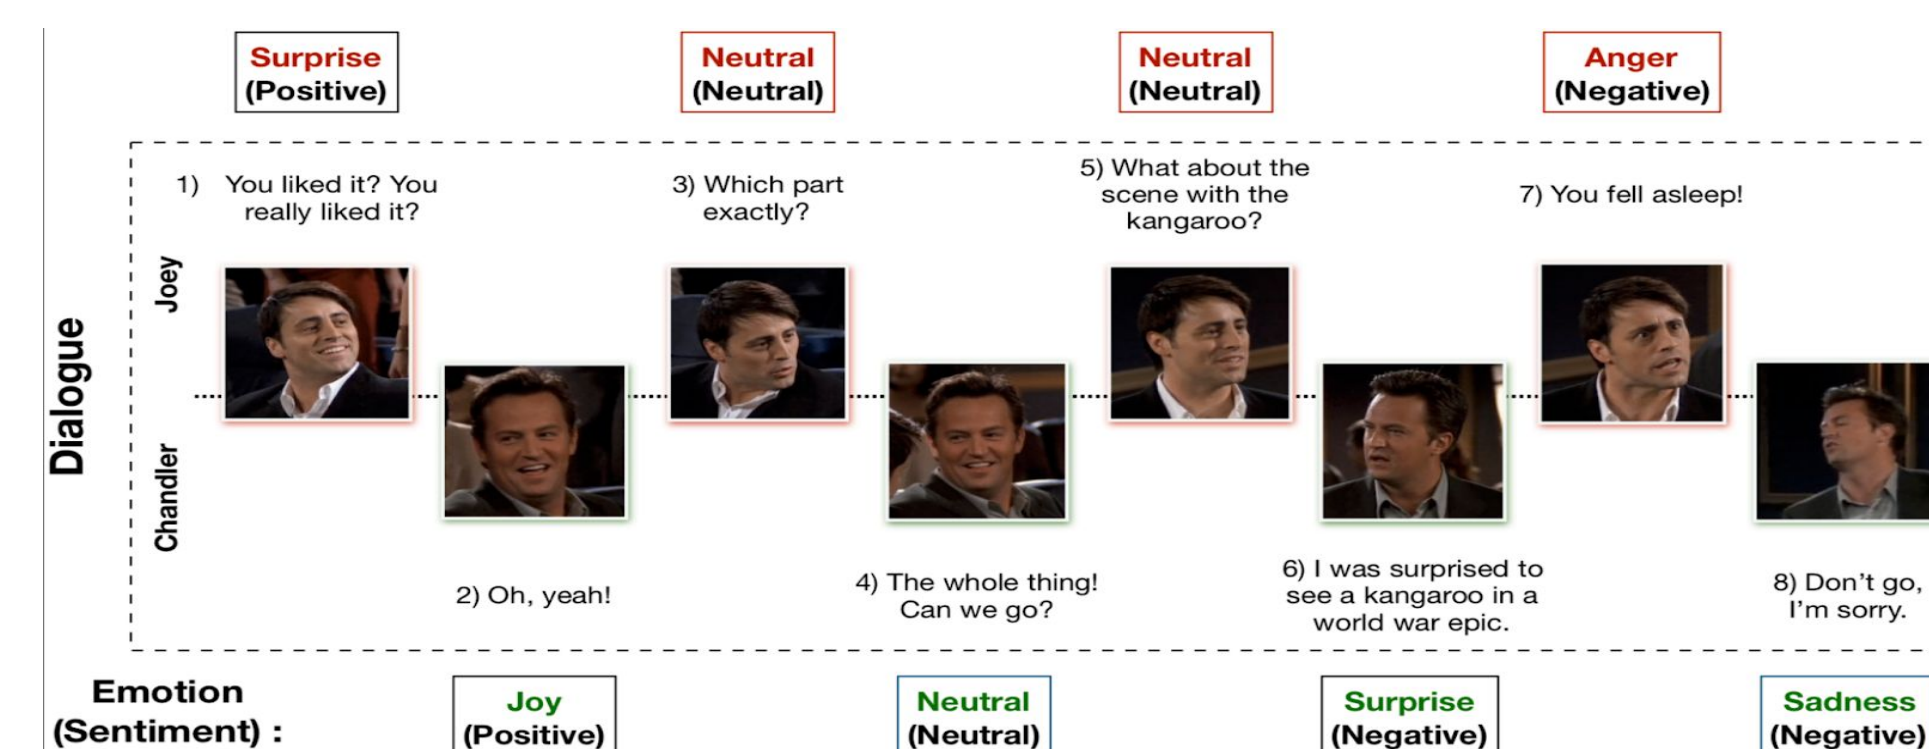 Surprise
(Positive)
Neutral
(Neutral)
Neutral
(Neutral)
Anger
(Negative)
1) You liked it? You
really liked it?
3) Which part
exactly?
5) What about the
scene with the
kangaroo?
7) You fell asleep!
Dialogue
Joey
Chandler
2) Oh, yeah!
4) The whole thing!
Can we go?
6) I was surprised to
see a kangaroo in a
world war epic.
8) Don't go,
I'm sorry.
Emotion
(Sentiment) :
Joy
(Positive)
Neutral
(Neutral)
Surprise
(Negative)
Sadness
(Negative)